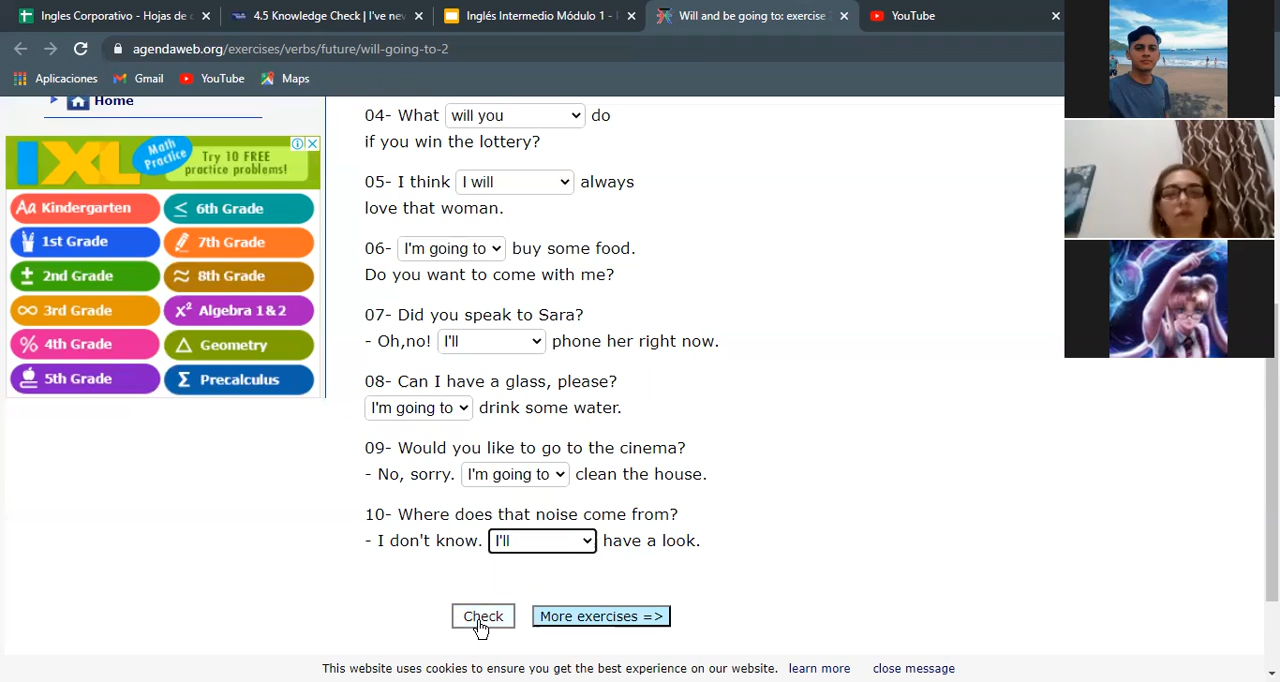 Ingles Corporativo - Hojas de c
4.5 Knowledge Check | I've nev
Inglés Intermedio Módulo 1 - P
Will and be going to: exercise 2
YouTube
agendaweb.org/exercises/verbs/future/will-going-to-2
Aplicaciones
Gmail
YouTube
Maps
Home
IXL
Math Practice
Try 10 FREE
practice problems!
Aa Kindergarten
≤ 6th Grade
1st Grade
7th Grade
2nd Grade
≈ 8th Grade
∞ 3rd Grade
x² Algebra 1&2
% 4th Grade
△ Geometry
5th Grade
Σ Precalculus
04- What will you do
if you win the lottery?
05- I think I will always
love that woman.
06- I'm going to buy some food.
Do you want to come with me?
07- Did you speak to Sara?
- Oh,no! I'll phone her right now.
08- Can I have a glass, please?
I'm going to drink some water.
09- Would you like to go to the cinema?
- No, sorry. I'm going to clean the house.
10- Where does that noise come from?
- I don't know. I'll have a look.
Check
More exercises =>
This website uses cookies to ensure you get the best experience on our website. learn more close message